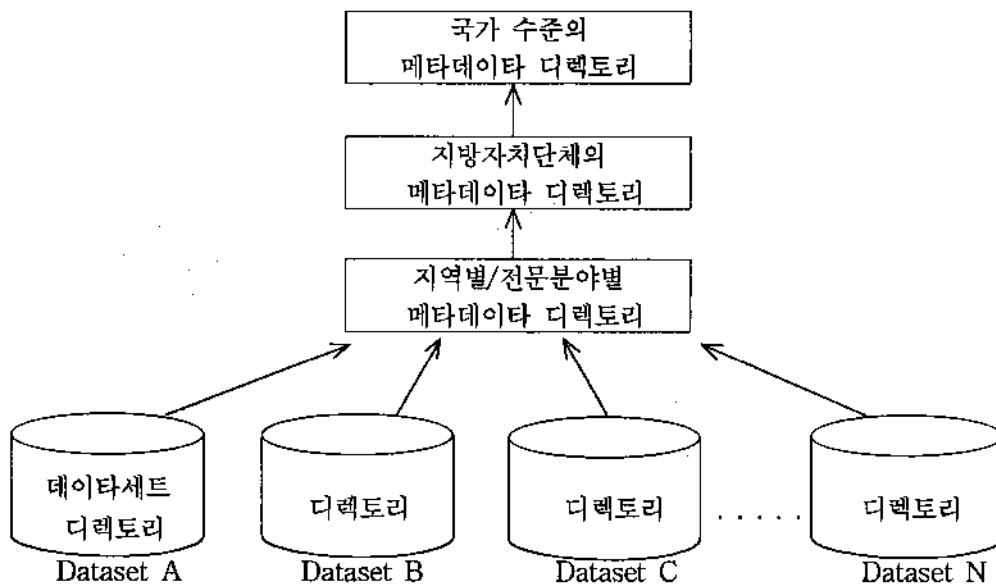 국가 수준의
메타데이타 디렉토리
지방자치단체의
메타데이타 디렉토리
지역별/전문분야별
메타데이타 디렉토리
데이타세트
디렉토리
디렉토리
디렉토리
.....
디렉토리
Dataset A
Dataset B
Dataset C
Dataset N